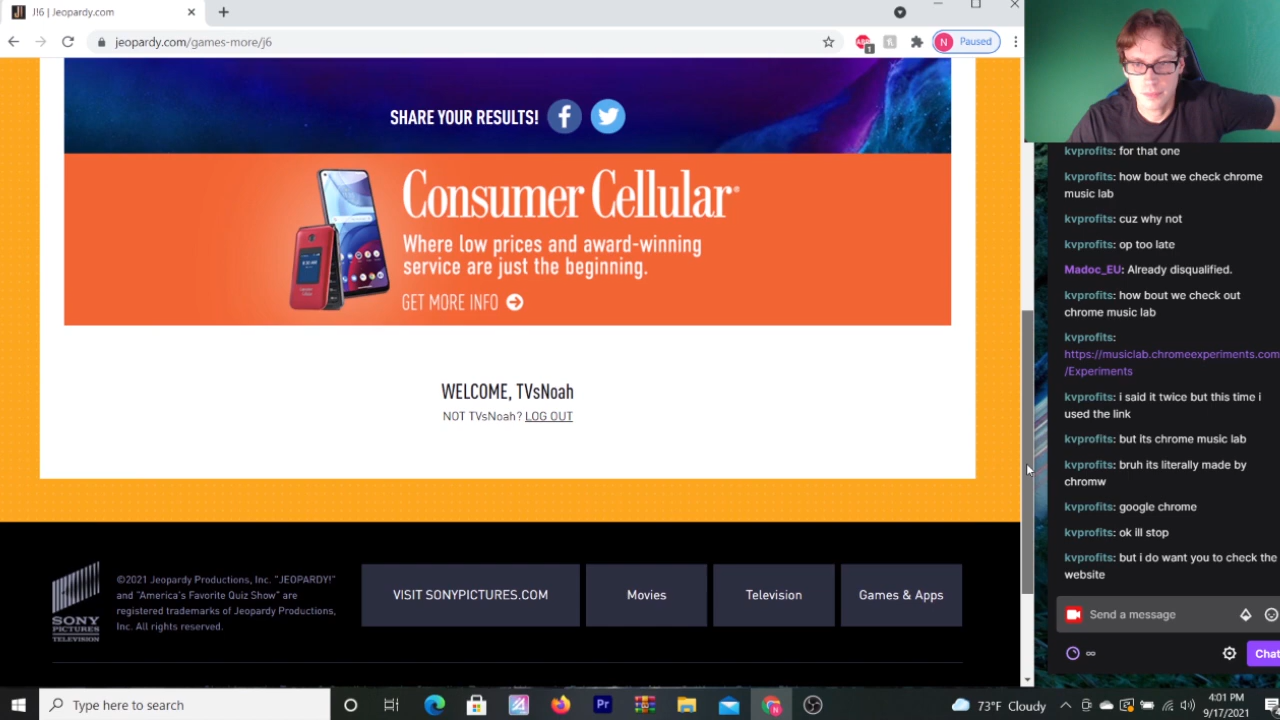 J!6 | Jeopardy.com
jeopardy.com/games-more/j6
ABP
1
N
Paused
SHARE YOUR RESULTS!
Consumer Cellular®
Where low prices and award-winning
service are just the beginning.
GET MORE INFO
WELCOME, TVsNoah
NOT TVsNoah? LOG OUT
SONY
PICTURES
TELEVISION
©2021 Jeopardy Productions, Inc. "JEOPARDY!"
and "America's Favorite Quiz Show" are
registered trademarks of Jeopardy Productions,
Inc. All rights reserved.
VISIT SONYPICTURES.COM
Movies
Television
Games & Apps
kvprofits: for that one
kvprofits: how bout we check chrome
music lab
kvprofits: cuz why not
kvprofits: op too late
Madoc_EU: Already disqualified.
kvprofits: how bout we check out
chrome music lab
kvprofits:
https://musiclab.chromeexperiments.com
/Experiments
kvprofits: i said it twice but this time i
used the link
kvprofits: but its chrome music lab
kvprofits: bruh its literally made by
chromw
kvprofits: google chrome
kvprofits: ok ill stop
kvprofits: but i do want you to check the
website
Send a message
∞
Chat
Type here to search
Pr
N
73°F Cloudy
4:01 PM
9/17/2021